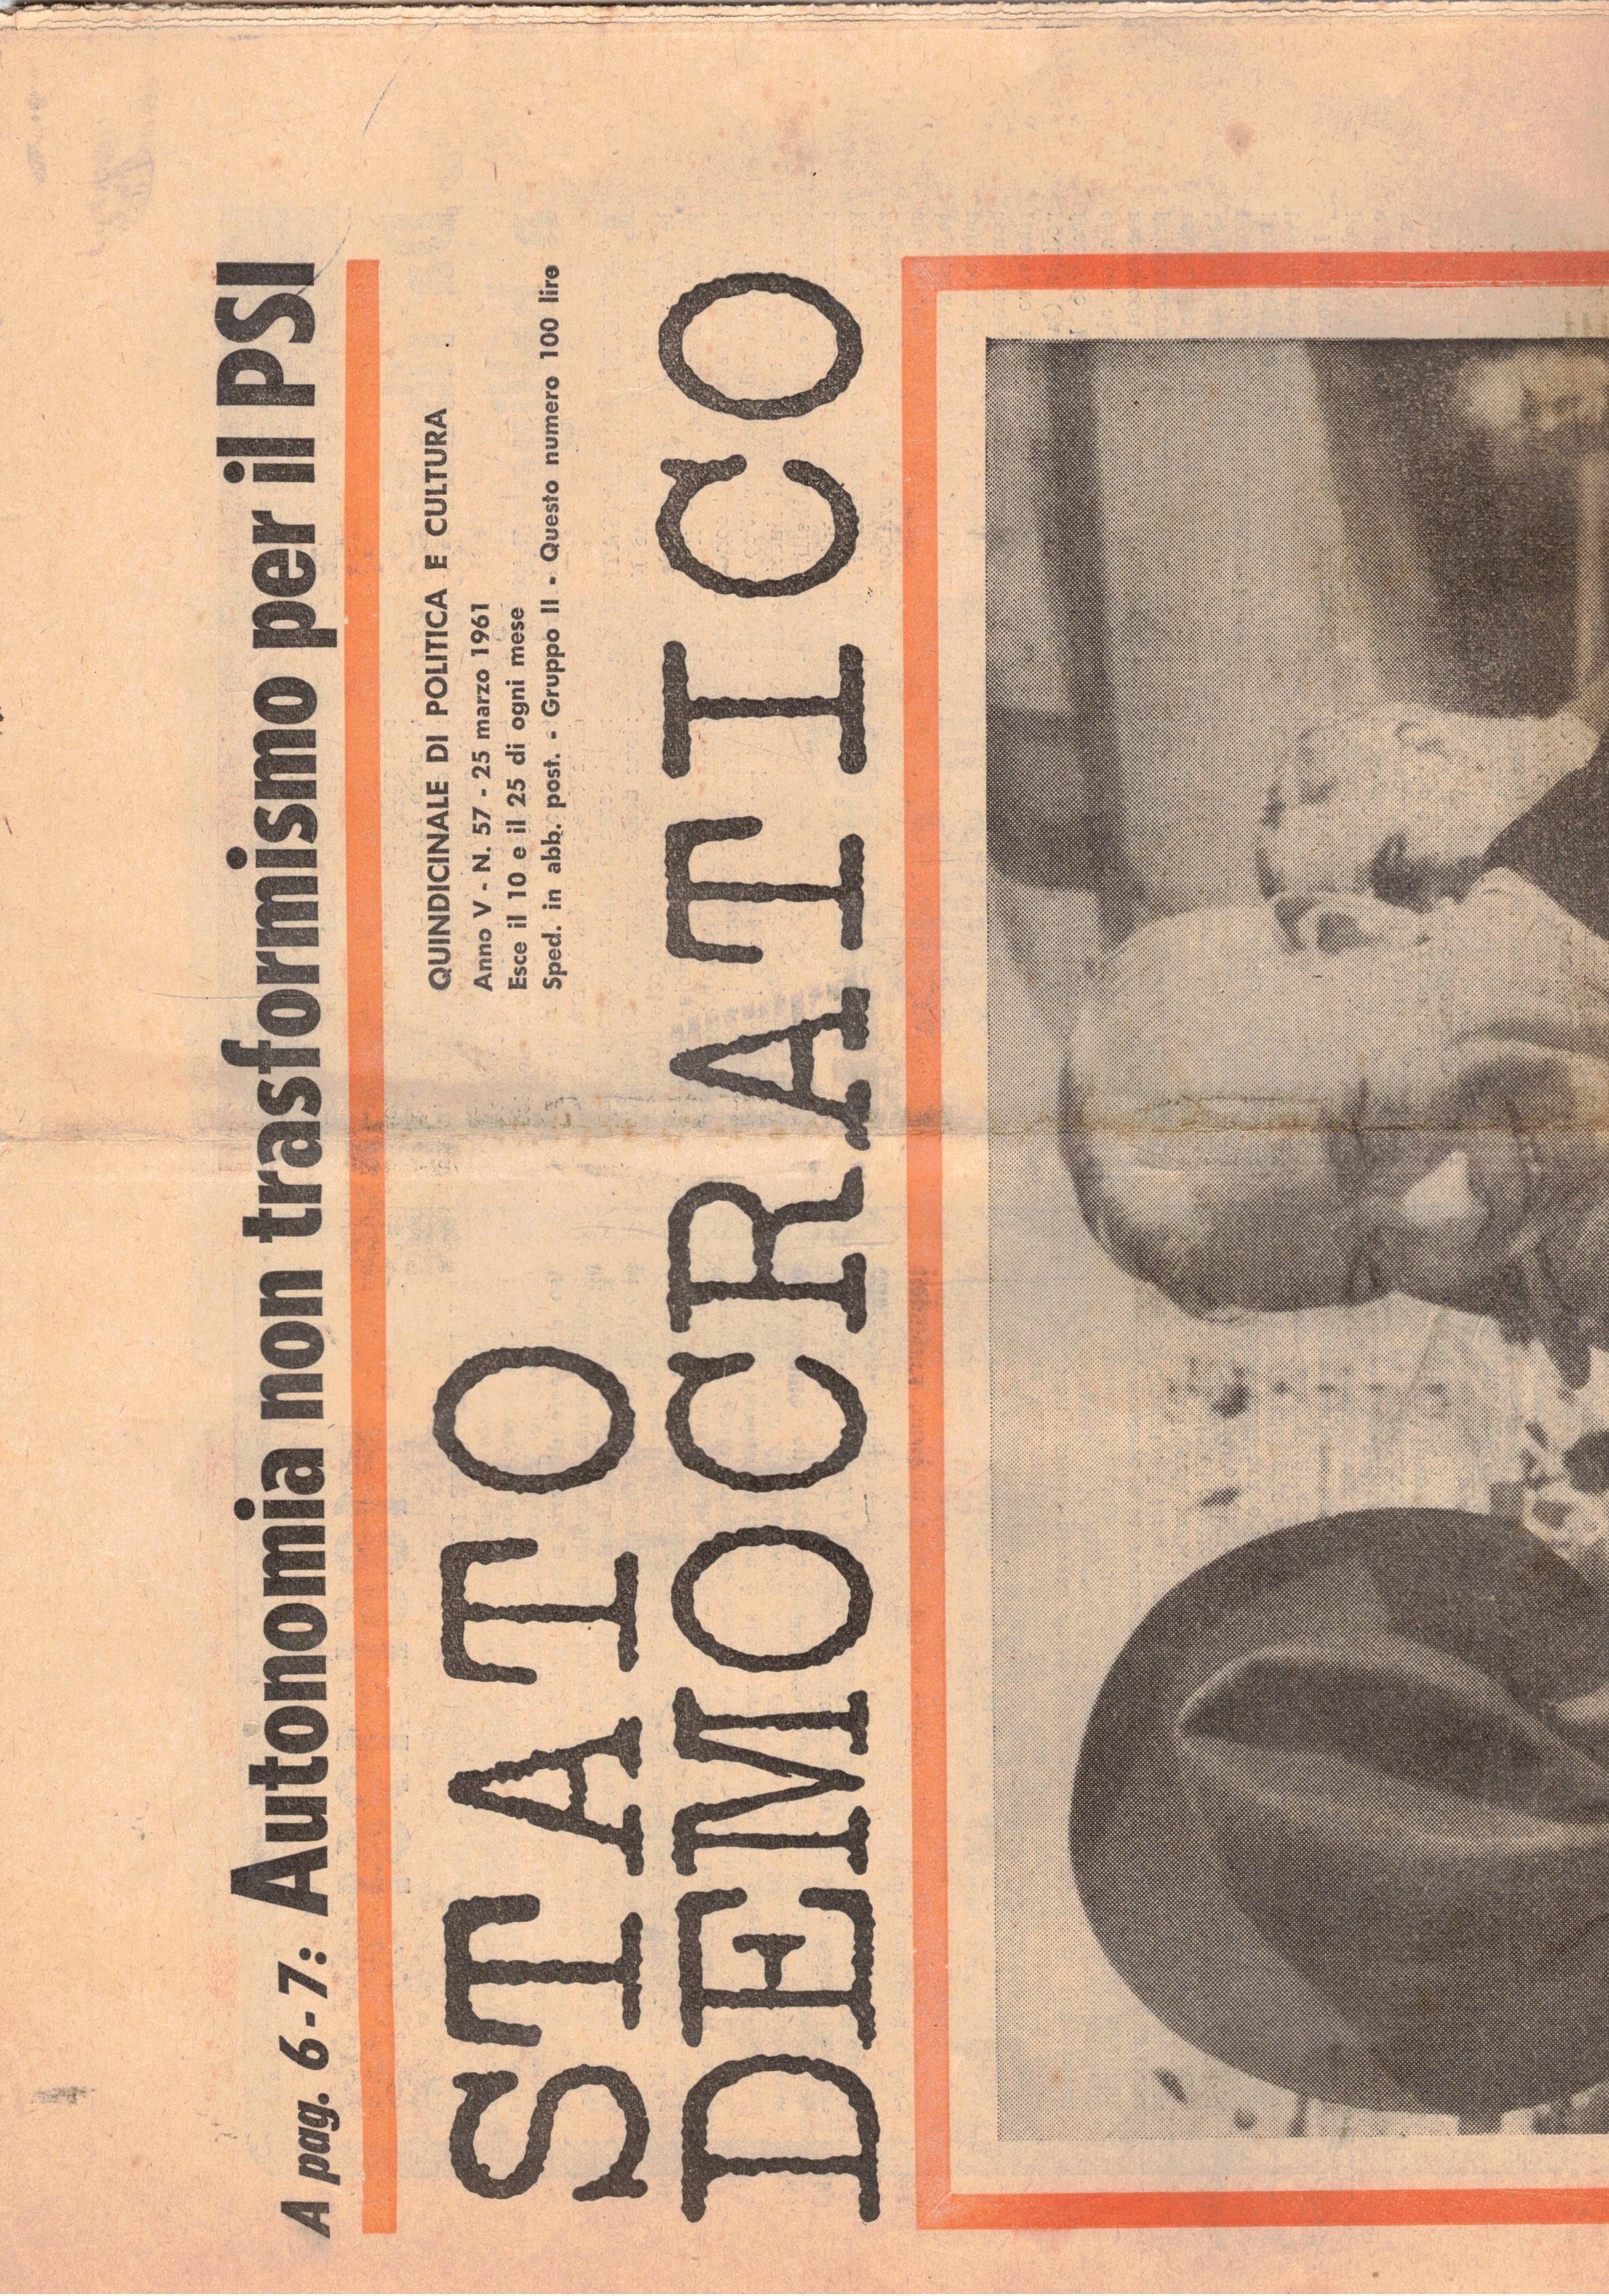 A pag. 6-7: Autonomia non trasformismo per il PSI
QUINDICINALE DI POLITICA E CULTURA
Anno V - N. 57 - 25 marzo 1961
Esce il 10 e il 25 di ogni mese
Sped. in abb. post. - Gruppo II - Questo numero 100 lire
STATO
DEMOCRATICO